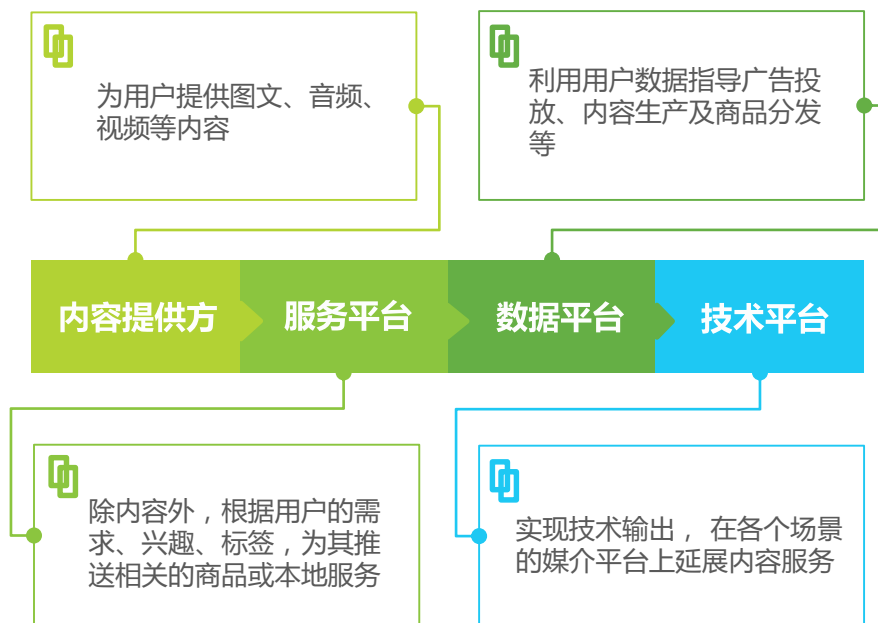 为用户提供图文、音频、
视频等内容
利用用户数据指导广告投
放、内容生产及商品分发
等
内容提供方
服务平台
数据平台
技术平台
除内容外，根据用户的需
求、兴趣、标签，为其推
送相关的商品或本地服务
实现技术输出， 在各个场景
的媒介平台上延展内容服务